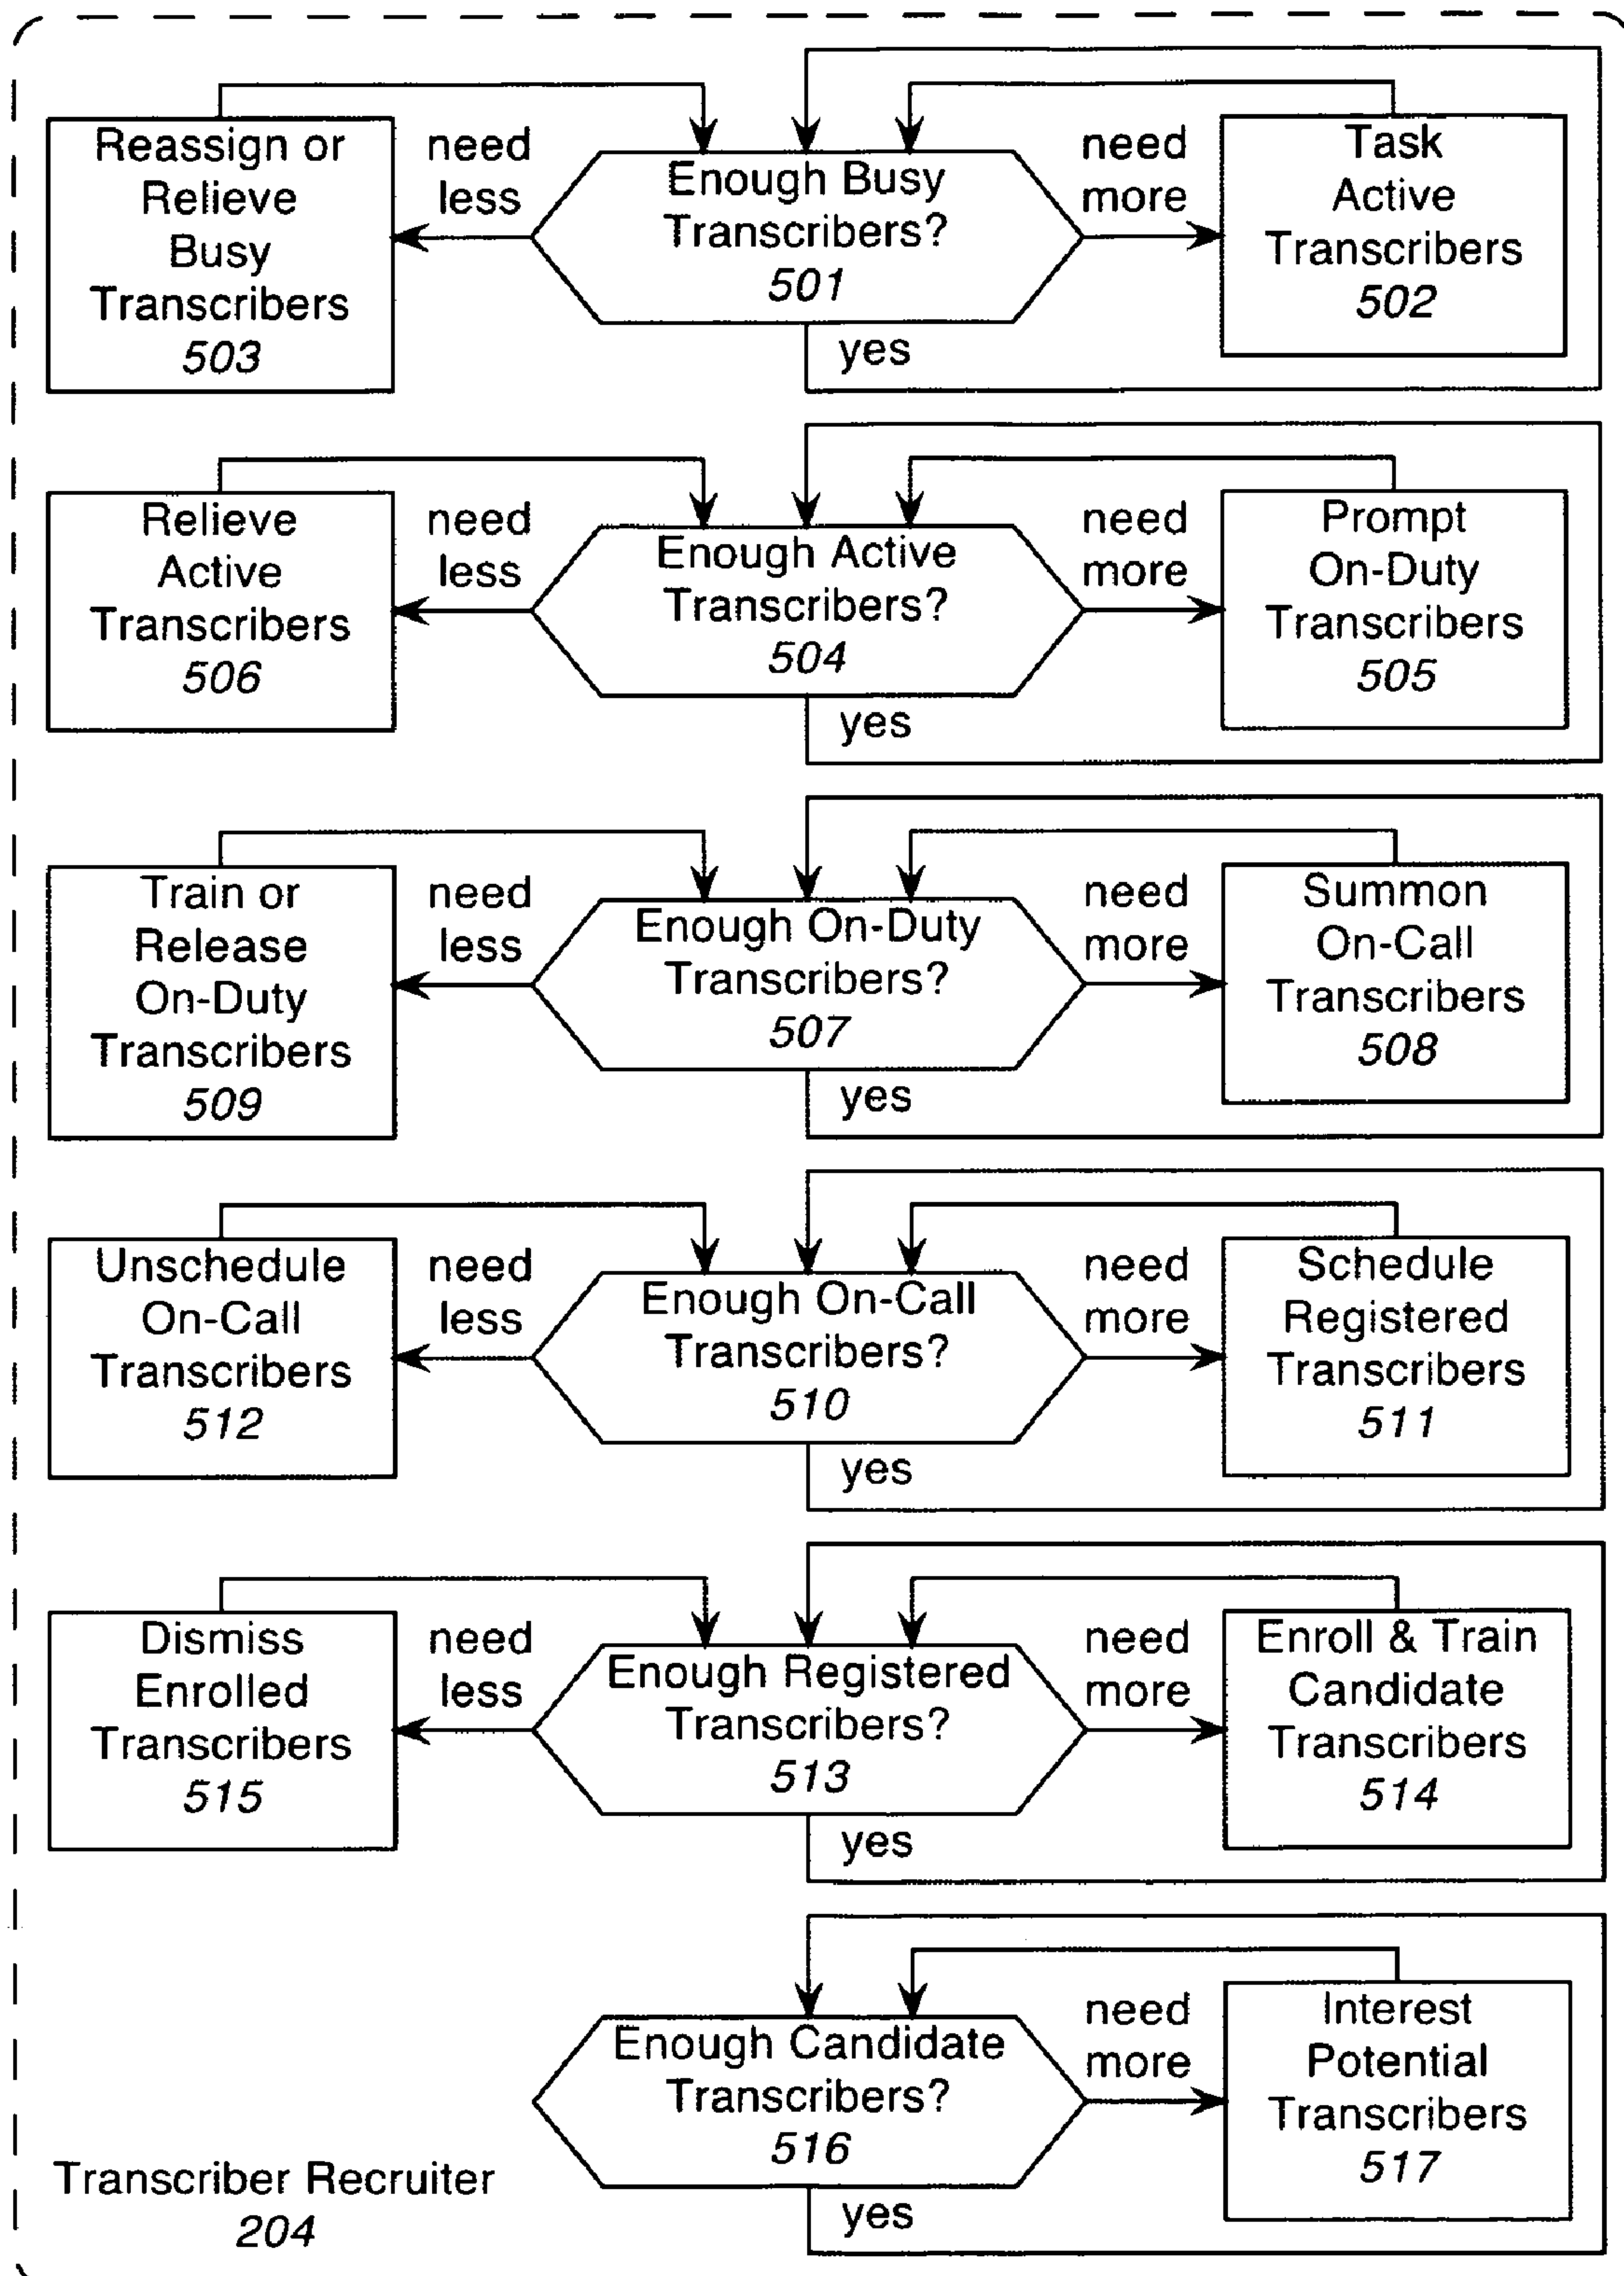 Reassign or
Relieve
Busy
Transcribers
503
need
less
Enough Busy
Transcribers?
501
yes
need
more
Task
Active
Transcribers
502
Relieve
Active
Transcribers
506
need
less
Enough Active
Transcribers?
504
yes
need
more
Prompt
On-Duty
Transcribers
505
Train or
Release
On-Duty
Transcribers
509
need
less
Enough On-Duty
Transcribers?
507
yes
need
more
Summon
On-Call
Transcribers
508
Unschedule
On-Call
Transcribers
512
need
less
Enough On-Call
Transcribers?
510
yes
need
more
Schedule
Registered
Transcribers
511
Dismiss
Enrolled
Transcribers
515
need
less
Enough Registered
Transcribers?
513
yes
need
more
Enroll & Train
Candidate
Transcribers
514
Enough Candidate
Transcribers?
516
yes
need
more
Interest
Potential
Transcribers
517
Transcriber Recruiter
204